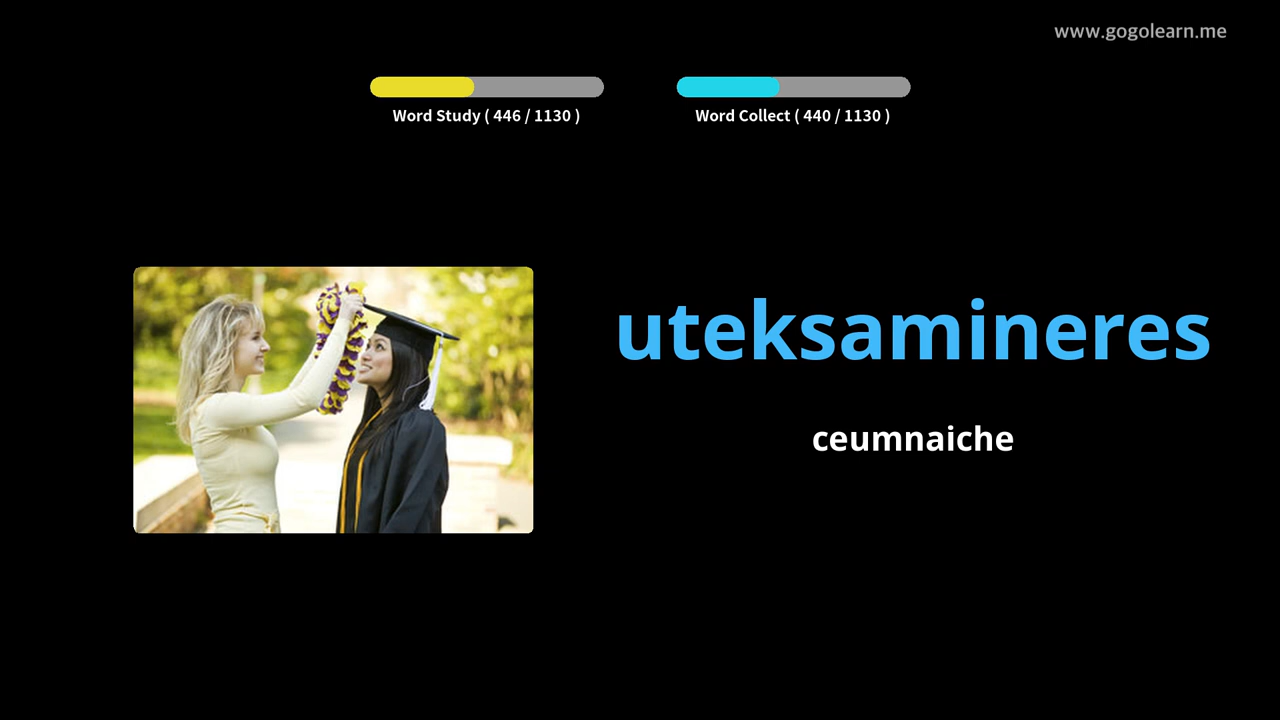 www.gogolearn.me
Word Study ( 446 / 1130 )
Word Collect ( 440 / 1130 )
uteksamineres
ceumnaiche